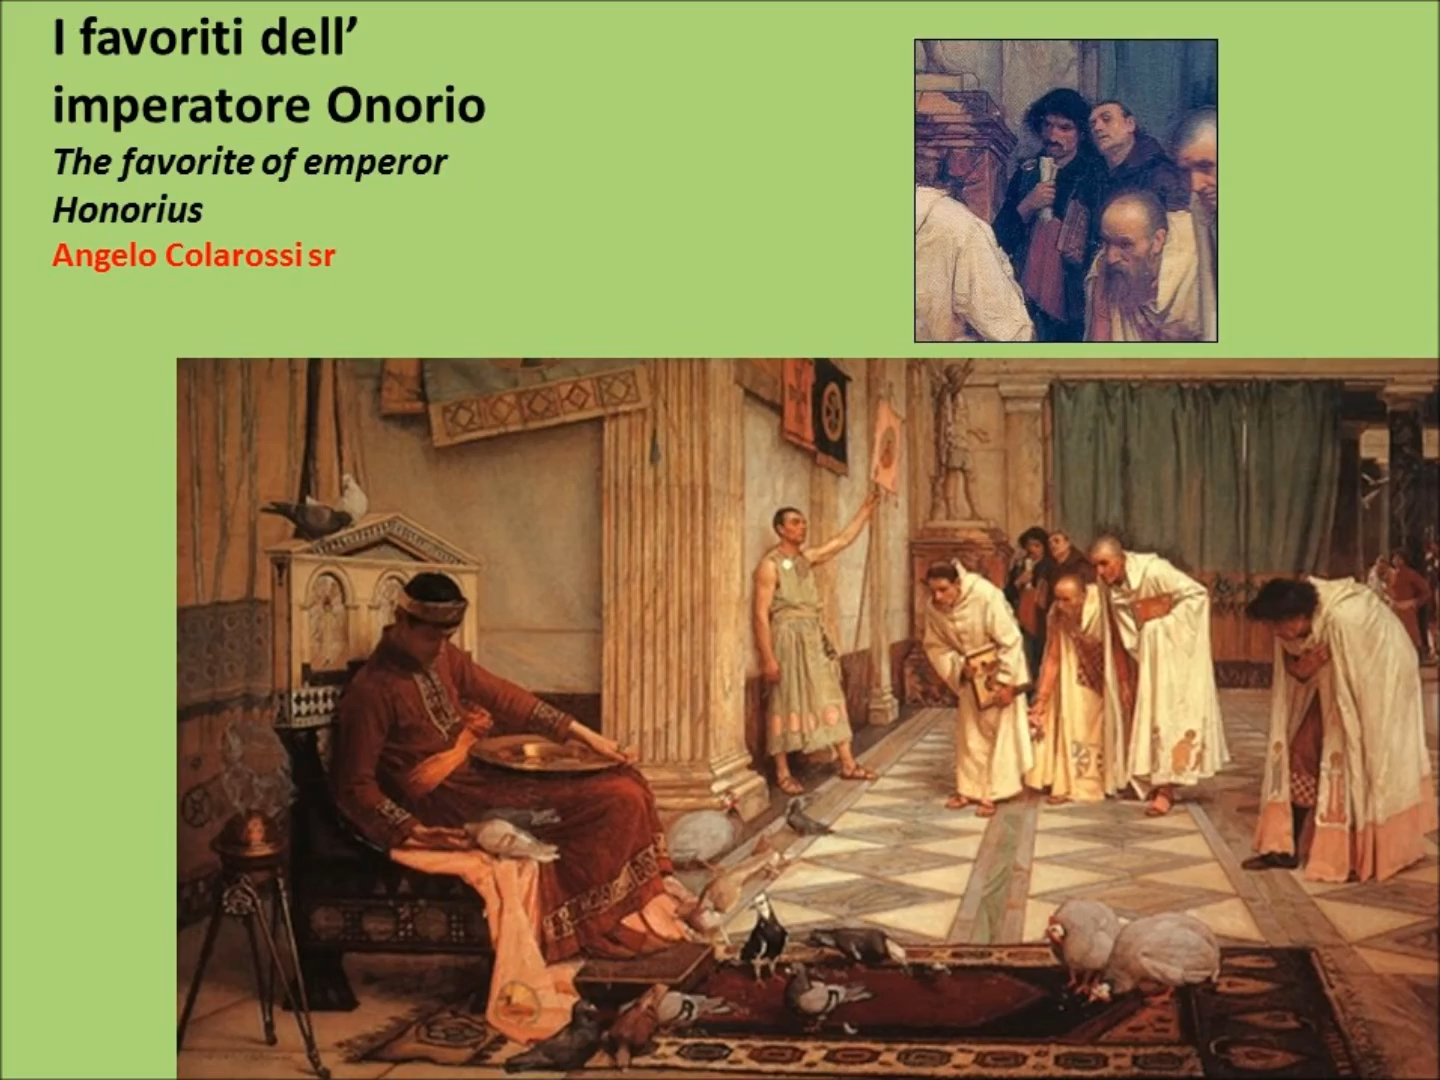 I favoriti dell’
imperatore Onorio
The favorite of emperor
Honorius
Angelo Colarossi sr